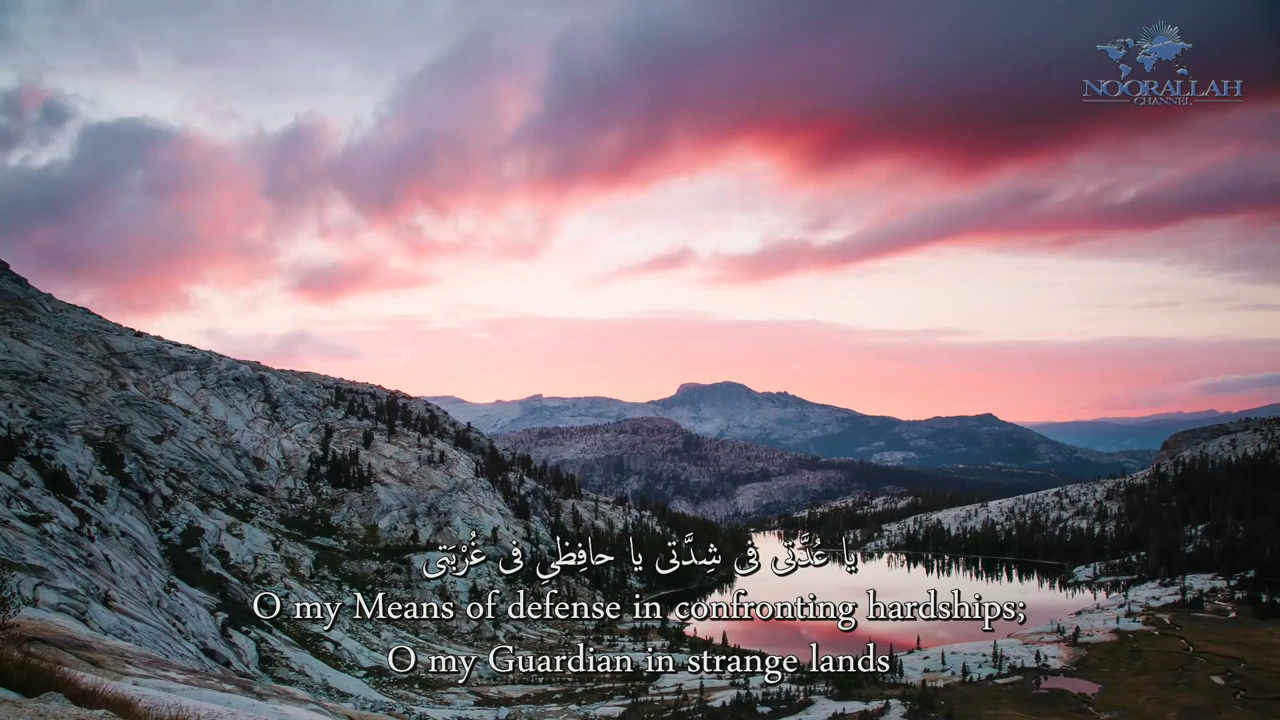 NOORALLAH
CHANNEL
يا عُدَّتى فى شِدَّتى يا حافِظي فى غُرْبَتى
O my Means of defense in confronting hardships;
O my Guardian in strange lands